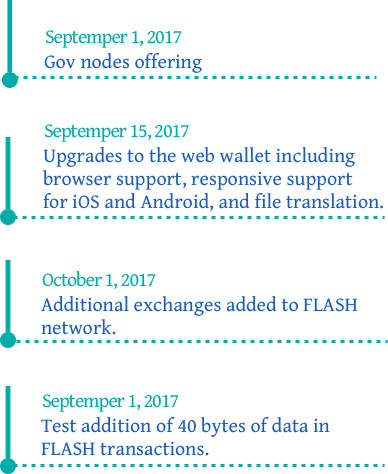 Septemper 1, 2017
Gov nodes offering
Septemper 15, 2017
Upgrades to the web wallet including
browser support, responsive support
for iOS and Android, and file translation.
October 1, 2017
Additional exchanges added to FLASH
network.
Septemper 1, 2017
Test addition of 40 bytes of data in
FLASH transactions.